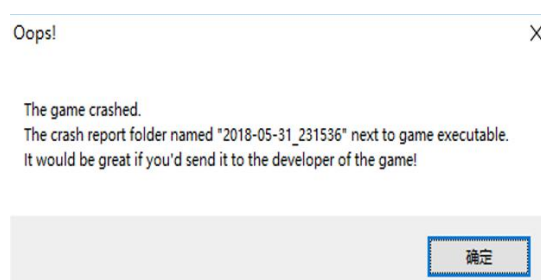 Oops!
The game crashed.
The crash report folder named "2018-05-31_231536" next to game executable.
It would be great if you'd send it to the developer of the game!
确定